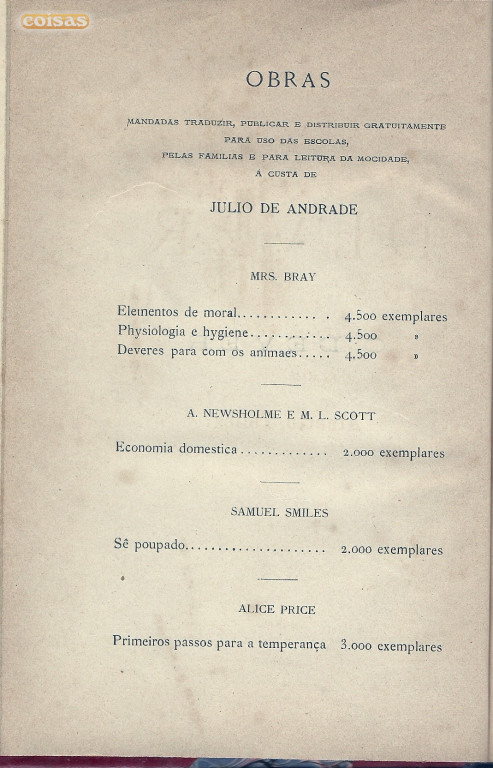 coisas
OBRAS
MANDADAS TRADUZIR, PUBLICAR E DISTRIBUIR GRATUITAMENTE
PARA USO DAS ESCOLAS,
PELAS FAMILIAS E PARA LEITURA DA MOCIDADE,
Á CUSTA DE
JULIO DE ANDRADE
MRS. BRAY
Elementos de moral............ 4.500 exemplares
Physiologia e hygiene........... 4.500 »
Deveres para com os animaes..... 4.500 »
A. NEWSHOLME E M. L. SCOTT
Economia domestica............. 2.000 exemplares
SAMUEL SMILES
Sê poupado..................... 2.000 exemplares
ALICE PRICE
Primeiros passos para a temperança 3.000 exemplares